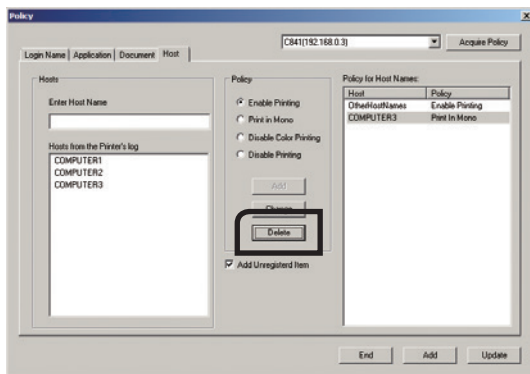 Policy
C841(192.168.0.3)
Acquire Policy
Login Name
Application
Document
Host
Hosts
Enter Host Name
Hosts from the Printer's log
COMPUTER1
COMPUTER2
COMPUTER3
Policy
Enable Printing
Print in Mono
Disable Color Printing
Disable Printing
Add
Change
Delete
Add Unregisterd Item
Policy for Host Names:
Host Policy
OtherHostNames Enable Printing
COMPUTER3 Print In Mono
End
Add
Update